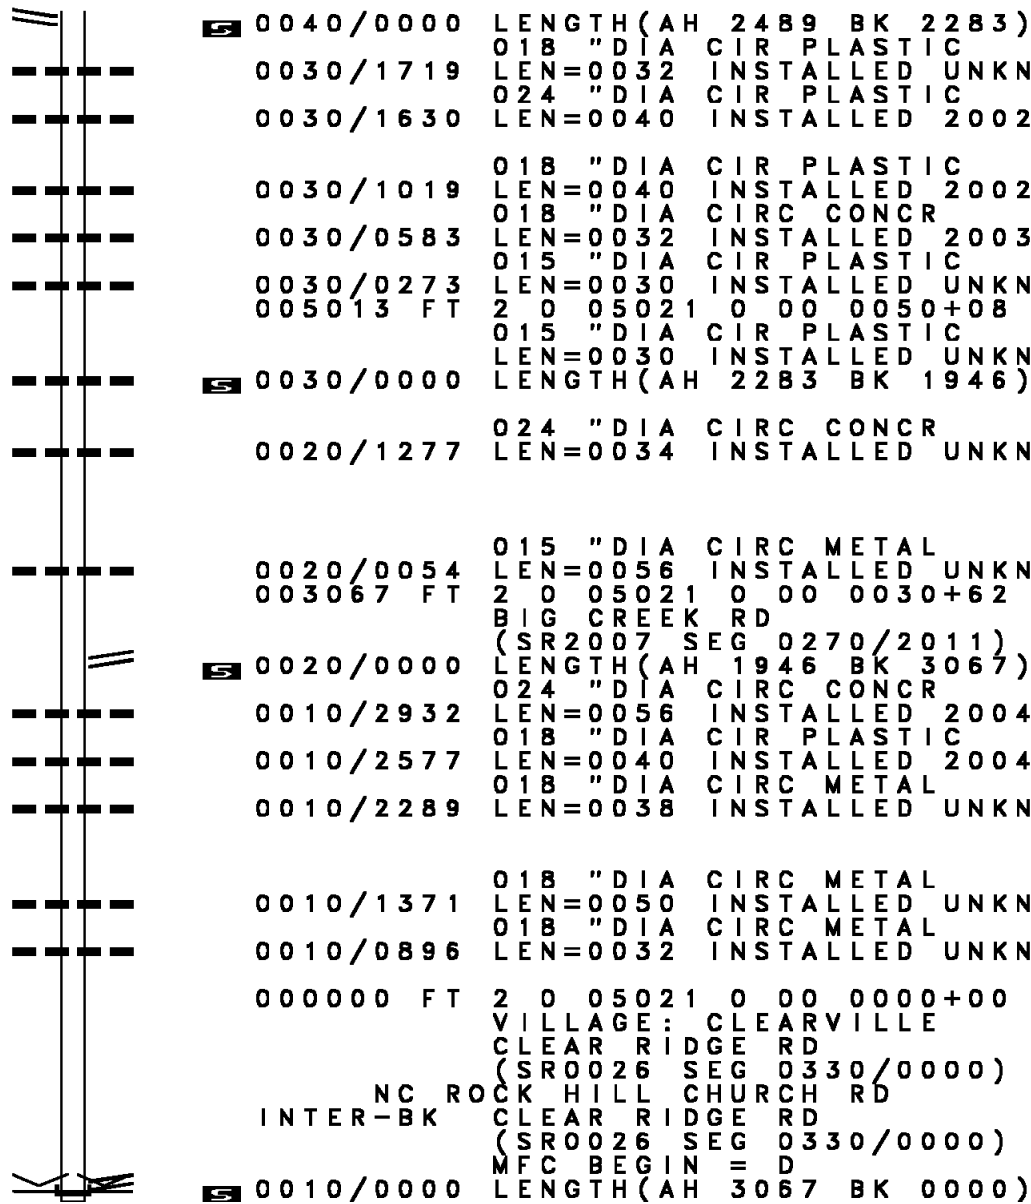 S 0040/0000 LENGTH(AH 2489 BK 2283)
018 "DIA CIR PLASTIC
0030/1719 LEN=0032 INSTALLED UNKN
024 "DIA CIR PLASTIC
0030/1630 LEN=0040 INSTALLED 2002
018 "DIA CIR PLASTIC
0030/1019 LEN=0040 INSTALLED 2002
018 "DIA CIRC CONCR
0030/0583 LEN=0032 INSTALLED 2003
015 "DIA CIR PLASTIC
0030/0273 LEN=0030 INSTALLED UNKN
005013 FT 2 0 05021 0 00 0050+08
015 "DIA CIR PLASTIC
LEN=0030 INSTALLED UNKN
S 0030/0000 LENGTH(AH 2283 BK 1946)
024 "DIA CIRC CONCR
0020/1277 LEN=0034 INSTALLED UNKN
015 "DIA CIRC METAL
0020/0054 LEN=0056 INSTALLED UNKN
003067 FT 2 0 05021 0 00 0030+62
BIG CREEK RD
(SR2007 SEG 0270/2011)
S 0020/0000 LENGTH(AH 1946 BK 3067)
024 "DIA CIRC CONCR
0010/2932 LEN=0056 INSTALLED 2004
018 "DIA CIR PLASTIC
0010/2577 LEN=0040 INSTALLED 2004
018 "DIA CIRC METAL
0010/2289 LEN=0038 INSTALLED UNKN
018 "DIA CIRC METAL
0010/1371 LEN=0050 INSTALLED UNKN
018 "DIA CIRC METAL
0010/0896 LEN=0032 INSTALLED UNKN
000000 FT 2 0 05021 0 00 0000+00
VILLAGE: CLEARVILLE
CLEAR RIDGE RD
(SR0026 SEG 0330/0000)
NC ROCK HILL CHURCH RD
INTER-BK CLEAR RIDGE RD
(SR0026 SEG 0330/0000)
MFC BEGIN = D
S 0010/0000 LENGTH(AH 3067 BK 0000)